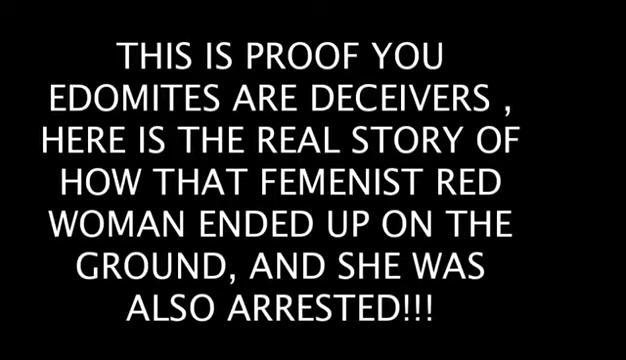 THIS IS PROOF YOU
EDOMITES ARE DECEIVERS ,
HERE IS THE REAL STORY OF
HOW THAT FEMENIST RED
WOMAN ENDED UP ON THE
GROUND, AND SHE WAS
ALSO ARRESTED!!!